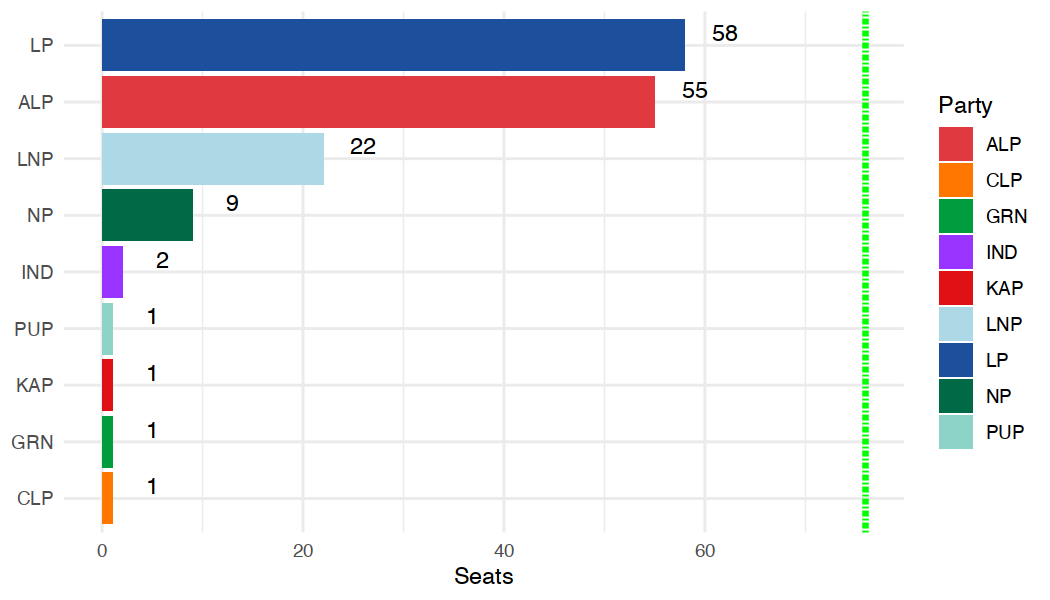 LP
58
ALP
55
LNP
22
NP
9
IND
2
PUP
1
KAP
1
GRN
1
CLP
1
0
20
40
60
Seats
Party
ALP
CLP
GRN
IND
KAP
LNP
LP
NP
PUP